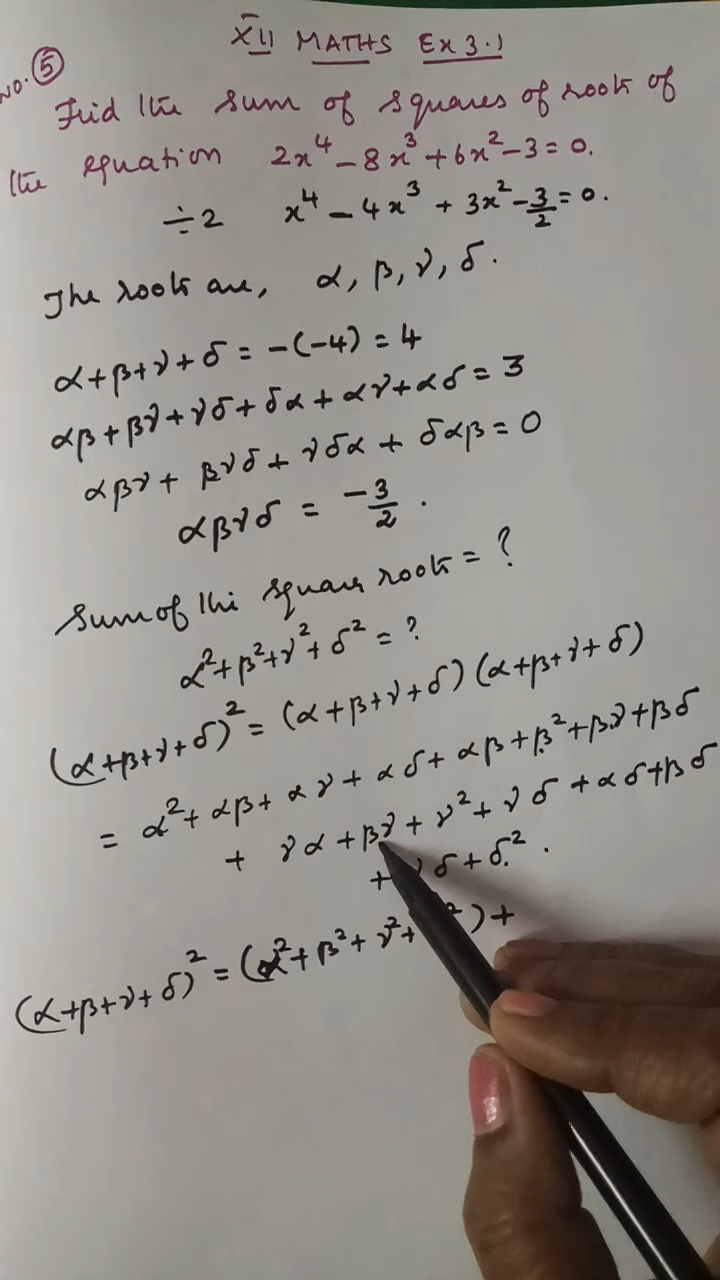 XII MATHS Ex 3.1
NO. 5
Find the sum of squares of roots of
the equation 2x⁴ - 8x³ + 6x² - 3 = 0.
÷2 x⁴ - 4x³ + 3x² - 3/2 = 0.
The roots are, α, β, γ, δ.
α+β+γ+δ = -(-4) = 4
αβ + βγ + γδ + δα + αγ + αδ = 3
αβγ + βγδ + γδα + δαβ = 0
αβγδ = -3/2 .
Sum of the square roots = ?
α²+β²+γ²+δ² = ?
(α+β+γ+δ)² = (α+β+γ+δ) (α+β+γ+δ)
= α² + αβ + αγ + αδ + αβ + β² + βγ + βδ
+ γα + βγ + γ² + γδ + αδ + βδ
+ δ + δ² .
(α+β+γ+δ)² = (α² + β² + γ² + ²) +